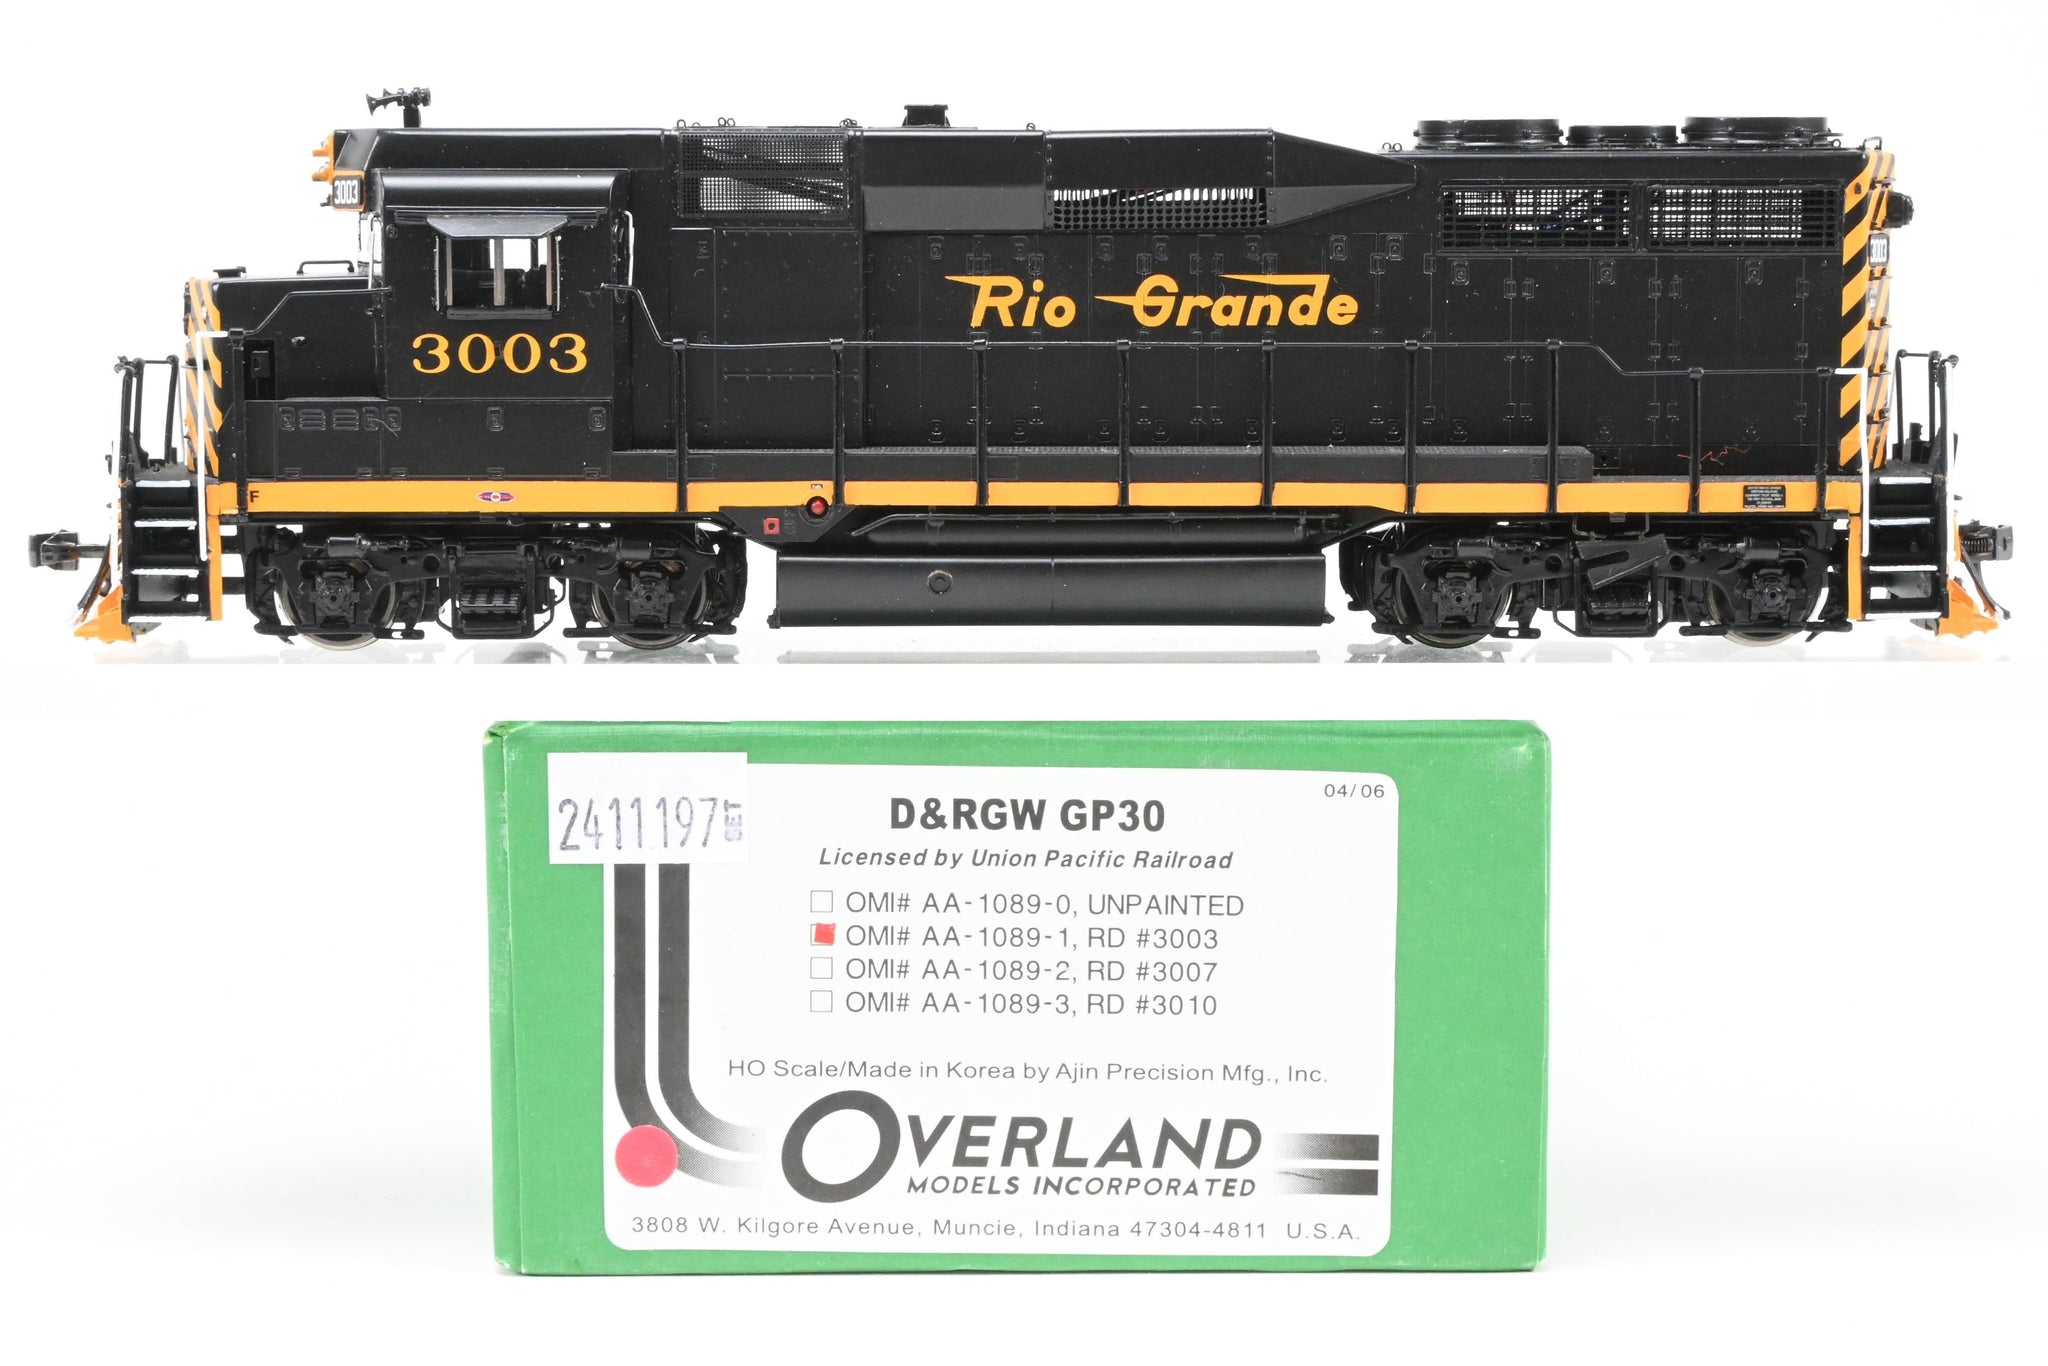 3003
3003
Rio Grande
3003
F
FUEL
2411197 SET
04/06
D&RGW GP30
Licensed by Union Pacific Railroad
OMI# AA-1089-0, UNPAINTED
OMI# AA-1089-1, RD #3003
OMI# AA-1089-2, RD #3007
OMI# AA-1089-3, RD #3010
HO Scale/Made in Korea by Ajin Precision Mfg., Inc.
OVERLAND
MODELS INCORPORATED
3808 W. Kilgore Avenue, Muncie, Indiana 47304-4811 U.S.A.